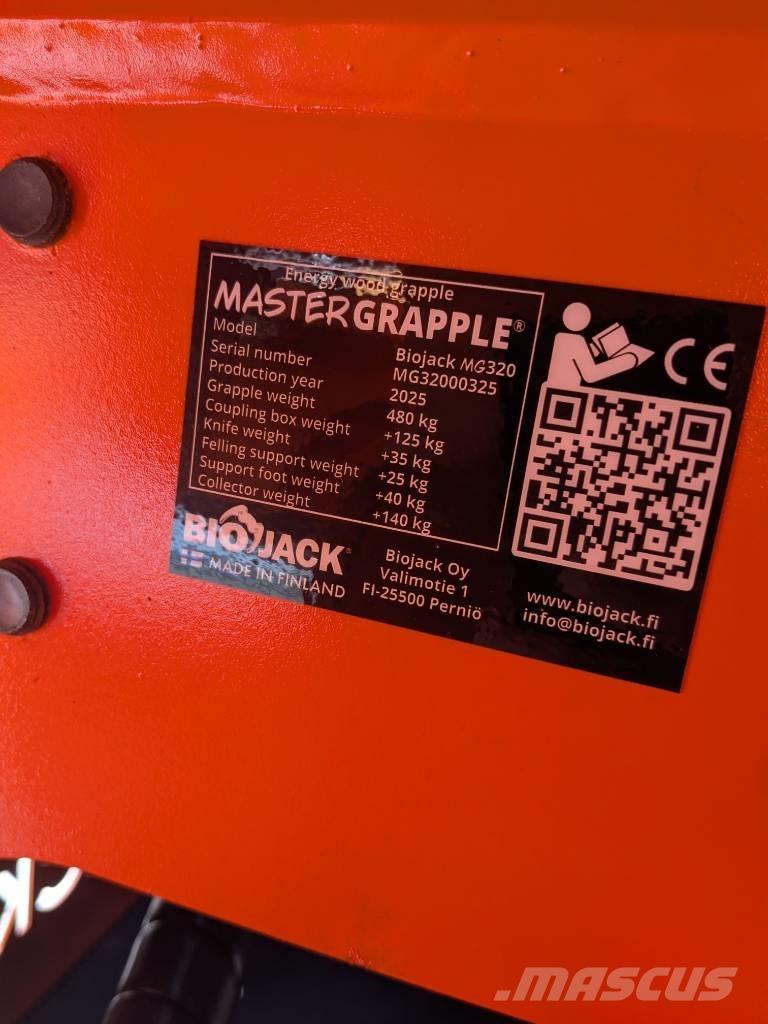 Energy wood grapple
MASTERGRAPPLE®
Model Biojack MG320
Serial number MG32000325
Production year 2025
Grapple weight 480 kg
Coupling box weight +125 kg
Knife weight +35 kg
Felling support weight +25 kg
Support foot weight +40 kg
Collector weight +140 kg
CE
BIOJACK®
MADE IN FINLAND
Biojack Oy
Valimotie 1
FI-25500 Perniö
www.biojack.fi
info@biojack.fi
.MASCUS